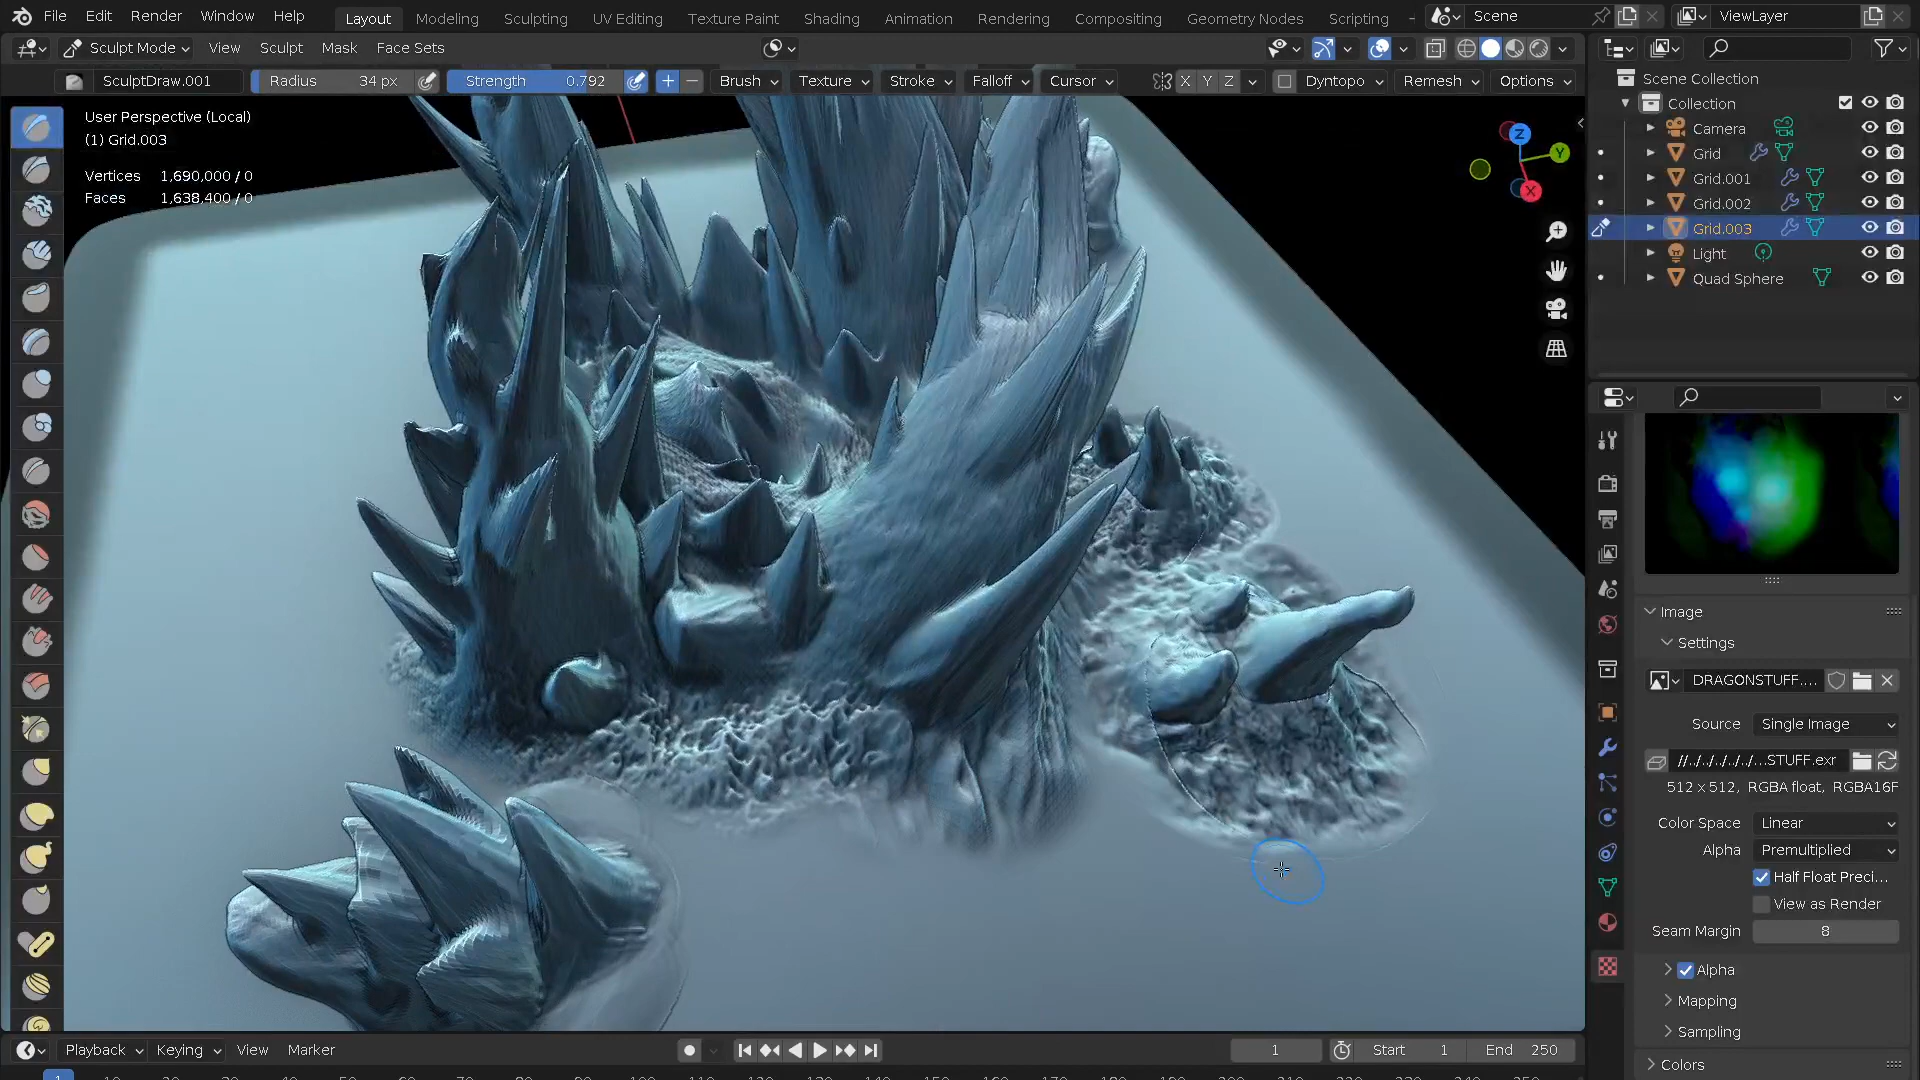 File Edit Render Window Help Layout Modeling Sculpting UV Editing Texture Paint Shading Animation Rendering Compositing Geometry Nodes Scripting Scene ViewLayer
Sculpt Mode View Sculpt Mask Face Sets
SculptDraw.001 Radius 34 px Strength 0.792 Brush Texture Stroke Falloff Cursor X Y Z Dyntopo Remesh Options
User Perspective (Local)
(1) Grid.003
Vertices 1,690,000 / 0
Faces 1,638,400 / 0
Z
Y
X
Scene Collection
Collection
Camera
Grid
Grid.001
Grid.002
Grid.003
Light
Quad Sphere
Image
Settings
DRAGONSTUFF....
Source Single Image
//../../../../../...STUFF.exr
512 x 512, RGBA float, RGBA16F
Color Space Linear
Alpha Premultiplied
Half Float Preci...
View as Render
Seam Margin 8
Alpha
Mapping
Sampling
Colors
Playback Keying View Marker 1 Start 1 End 250
1